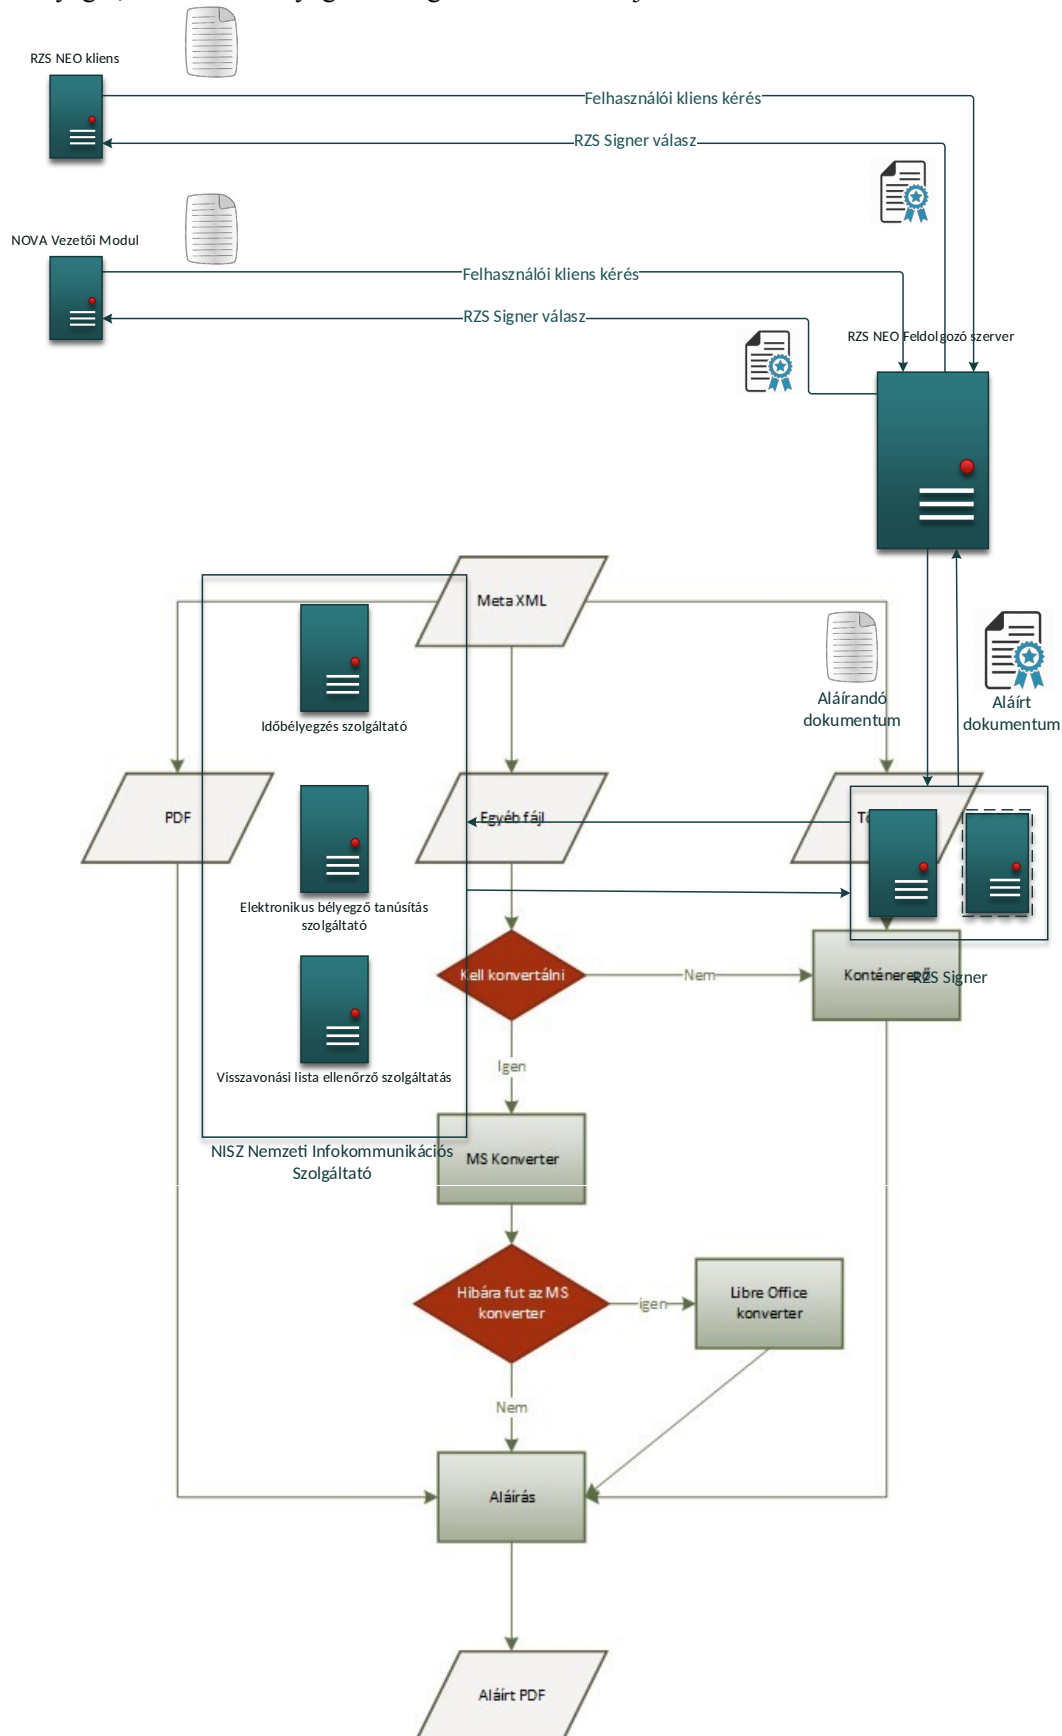 RZS NEO kliens
Felhasználói kliens kérés
RZS Signer válasz
NOVA Vezetői Modul
Felhasználói kliens kérés
RZS Signer válasz
RZS NEO Feldolgozó szerver
Meta XML
Aláírandó
dokumentum
Aláírt
dokumentum
Időbélyegzés szolgáltató
PDF
Egyéb fájl
Elektronikus bélyegző tanúsítás
szolgáltató
Kell konvertálni
Nem
RZS Signer
Igen
Visszavonási lista ellenőrző szolgáltatás
NISZ Nemzeti Infokommunikációs
Szolgáltató
MS Konverter
Hibára fut az MS
konverter
igen
Libre Office
konverter
Nem
Aláírás
Aláírt PDF